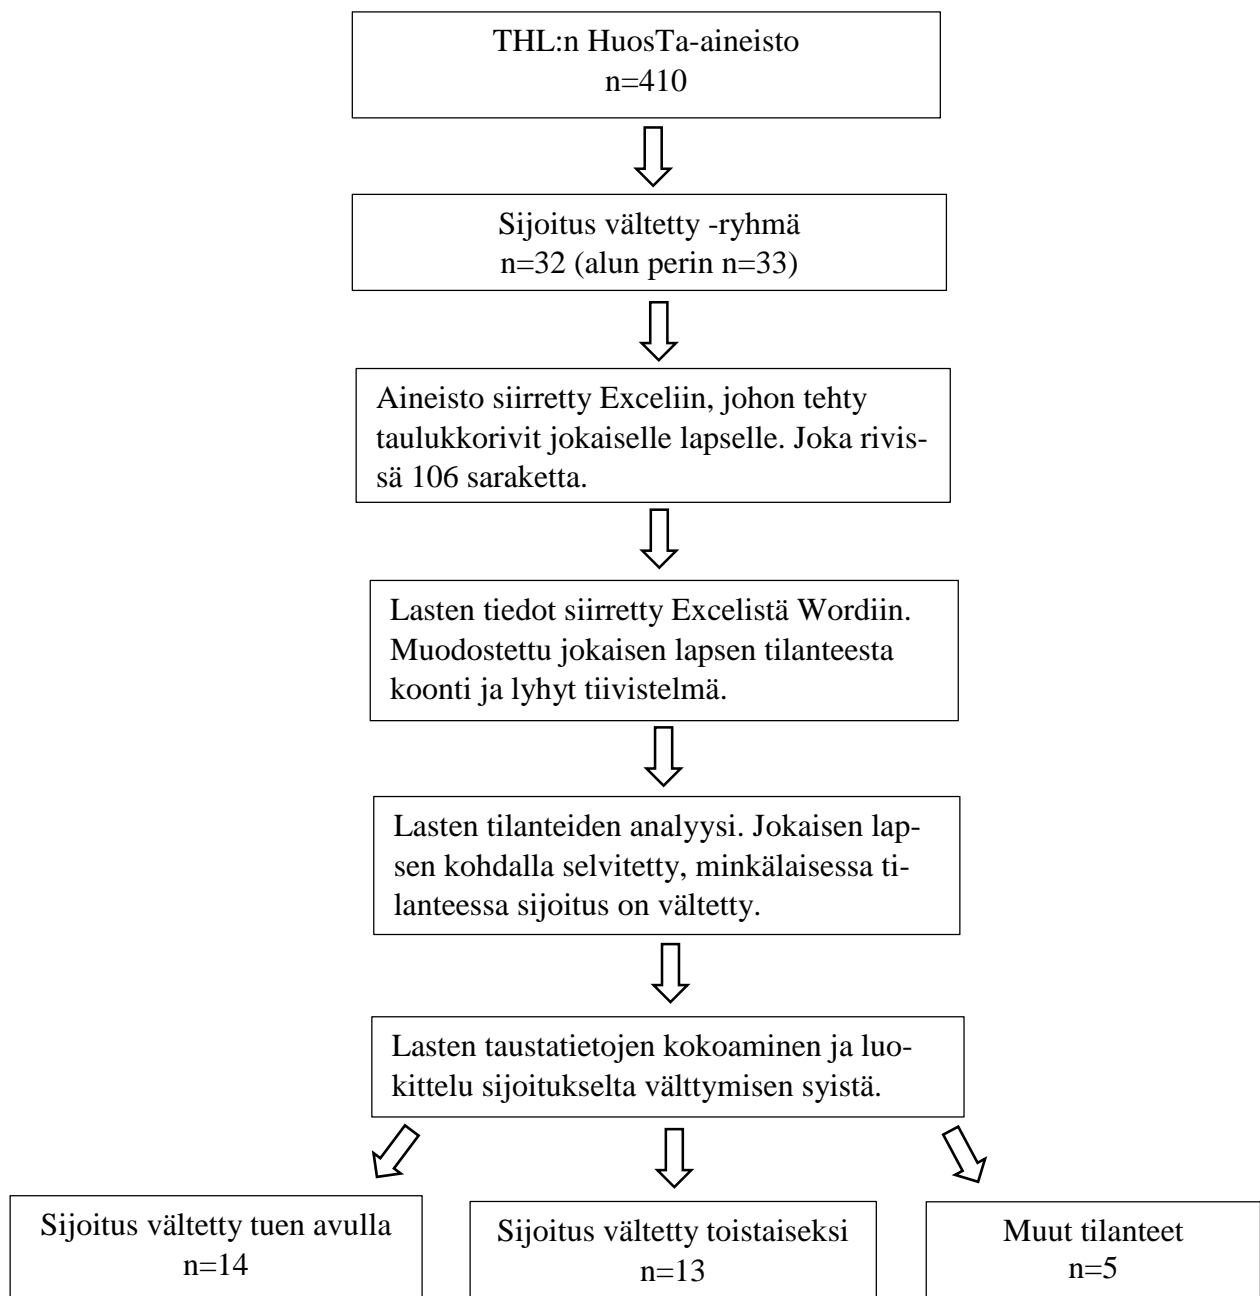 THL:n HuosTa-aineisto
n=410
Sijoitus vältetty -ryhmä
n=32 (alun perin n=33)
Aineisto siirretty Exceliin, johon tehty
taulukkorivit jokaiselle lapselle. Joka rivis-
sä 106 saraketta.
Lasten tiedot siirretty Excelistä Wordiin.
Muodostettu jokaisen lapsen tilanteesta
koonti ja lyhyt tiivistelmä.
Lasten tilanteiden analyysi. Jokaisen lap-
sen kohdalla selvitetty, minkälaisessa ti-
lanteessa sijoitus on vältetty.
Lasten taustatietojen kokoaminen ja luo-
kittelu sijoitukselta välttymisen syistä.
Sijoitus vältetty tuen avulla
n=14
Sijoitus vältetty toistaiseksi
n=13
Muut tilanteet
n=5